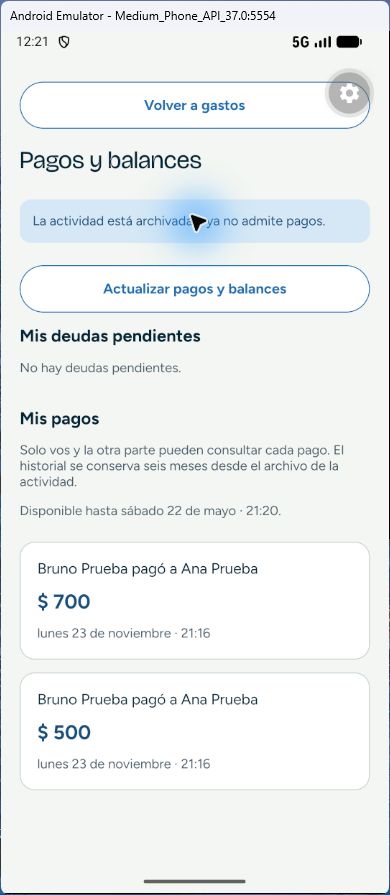 Android Emulator - Medium_Phone_API_37.0:5554
12:21
5G
Volver a gastos
Pagos y balances
La actividad está archivada ya no admite pagos.
Actualizar pagos y balances
Mis deudas pendientes
No hay deudas pendientes.
Mis pagos
Solo vos y la otra parte pueden consultar cada pago. El
historial se conserva seis meses desde el archivo de la
actividad.
Disponible hasta sábado 22 de mayo · 21:20.
Bruno Prueba pagó a Ana Prueba
$ 700
lunes 23 de noviembre · 21:16
Bruno Prueba pagó a Ana Prueba
$ 500
lunes 23 de noviembre · 21:16